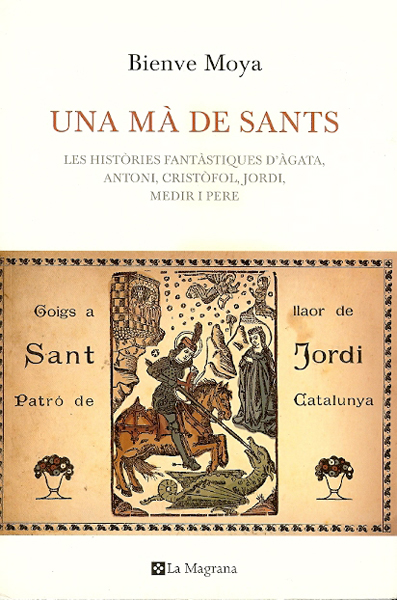 Bienve Moya
UNA MÀ DE SANTS
LES HISTÒRIES FANTÀSTIQUES D'ÀGATA,
ANTONI, CRISTÒFOL, JORDI,
MEDIR I PERE
Goigs a llaor de
Sant Jordi
Patró de Catalunya
La Magrana